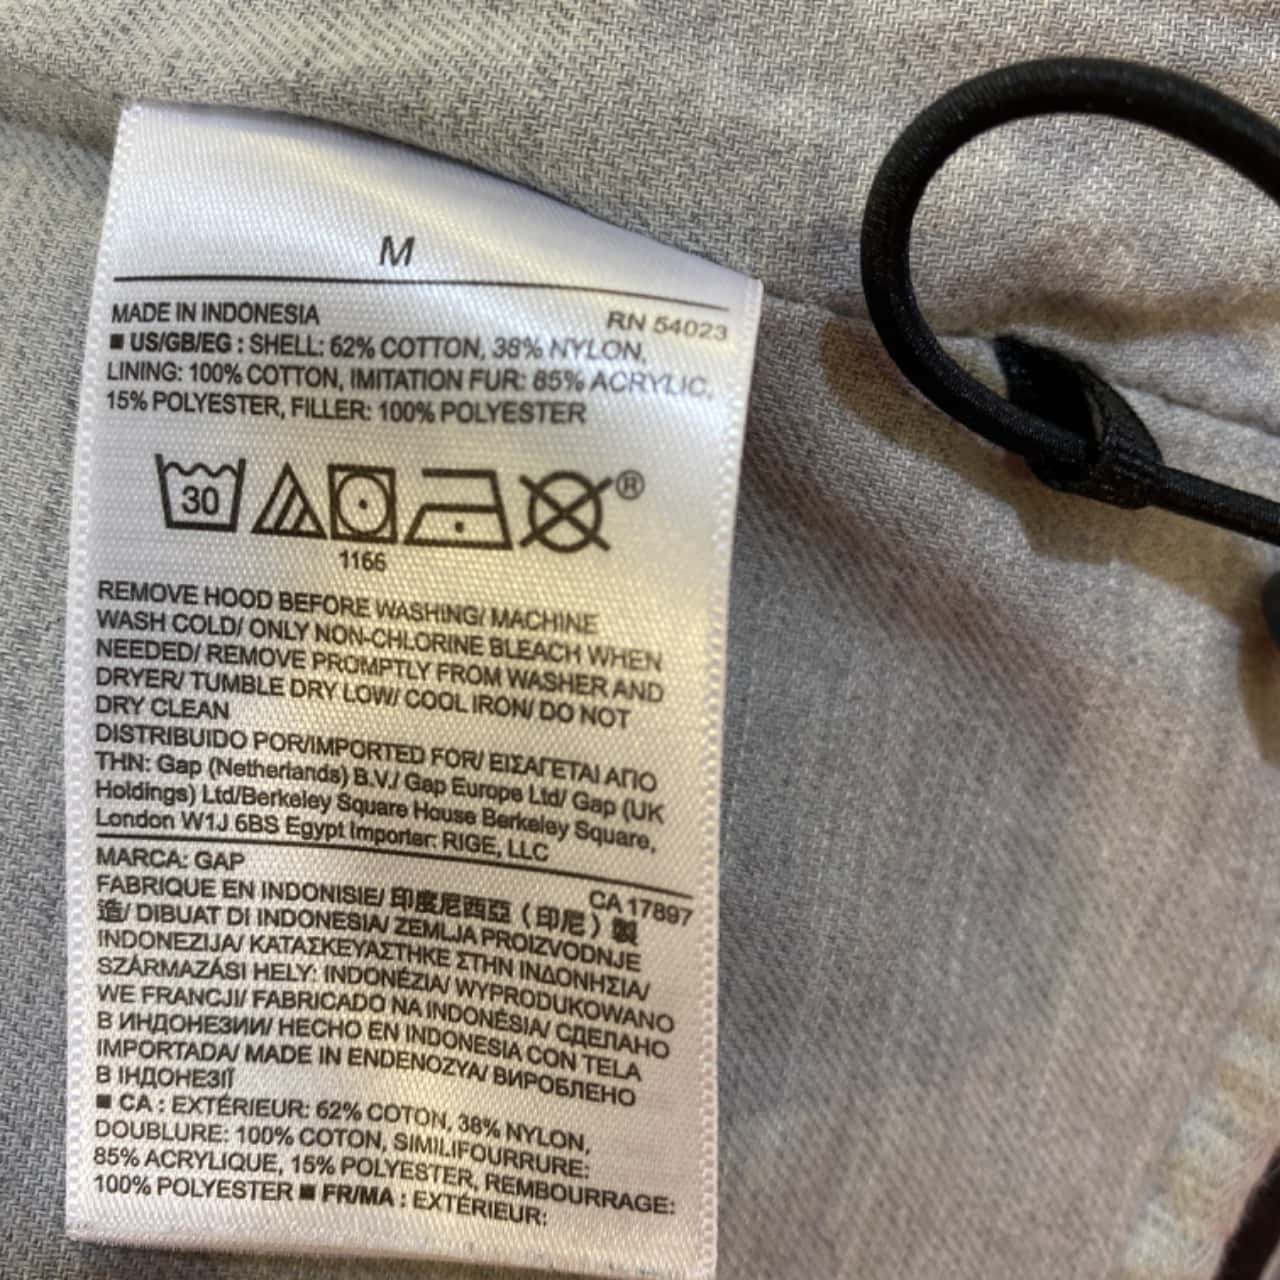 M
MADE IN INDONESIA
RN 54023
■ US/GB/EG : SHELL: 62% COTTON, 38% NYLON,
LINING: 100% COTTON, IMITATION FUR: 85% ACRYLIC,
15% POLYESTER, FILLER: 100% POLYESTER
30
®
1166
REMOVE HOOD BEFORE WASHING/ MACHINE
WASH COLD/ ONLY NON-CHLORINE BLEACH WHEN
NEEDED/ REMOVE PROMPTLY FROM WASHER AND
DRYER/ TUMBLE DRY LOW/ COOL IRON/ DO NOT
DRY CLEAN
DISTRIBUIDO POR/IMPORTED FOR/ ΕΙΣΑΓΕΤΑΙ ΑΠΟ
THN: Gap (Netherlands) B.V./ Gap Europe Ltd/ Gap (UK
Holdings) Ltd/Berkeley Square House Berkeley Square,
London W1J 6BS Egypt Importer: RIGE, LLC
MARCA: GAP
CA 17897
FABRIQUE EN INDONISIE/ 印度尼西亞（印尼）製
造/ DIBUAT DI INDONESIA/ ZEMLJA PROIZVODNJE
INDONEZIJA/ ΚΑΤΑΣΚΕΥΑΣΤΗΚΕ ΣΤΗΝ ΙΝΔΟΝΗΣΙΑ/
SZÁRMAZÁSI HELY: INDONÉZIA/ WYPRODUKOWANO
WE FRANCJI/ FABRICADO NA INDONÉSIA/ СДЕЛАНО
В ИНДОНЕЗИИ/ HECHO EN INDONESIA CON TELA
IMPORTADA/ MADE IN ENDENOZYA/ ВИРОБЛЕНО
В ІНДОНЕЗІЇ
■ CA : EXTÉRIEUR: 62% COTON, 38% NYLON,
DOUBLURE: 100% COTON, SIMILIFOURRURE:
85% ACRYLIQUE, 15% POLYESTER, REMBOURRAGE:
100% POLYESTER ■ FR/MA : EXTÉRIEUR: